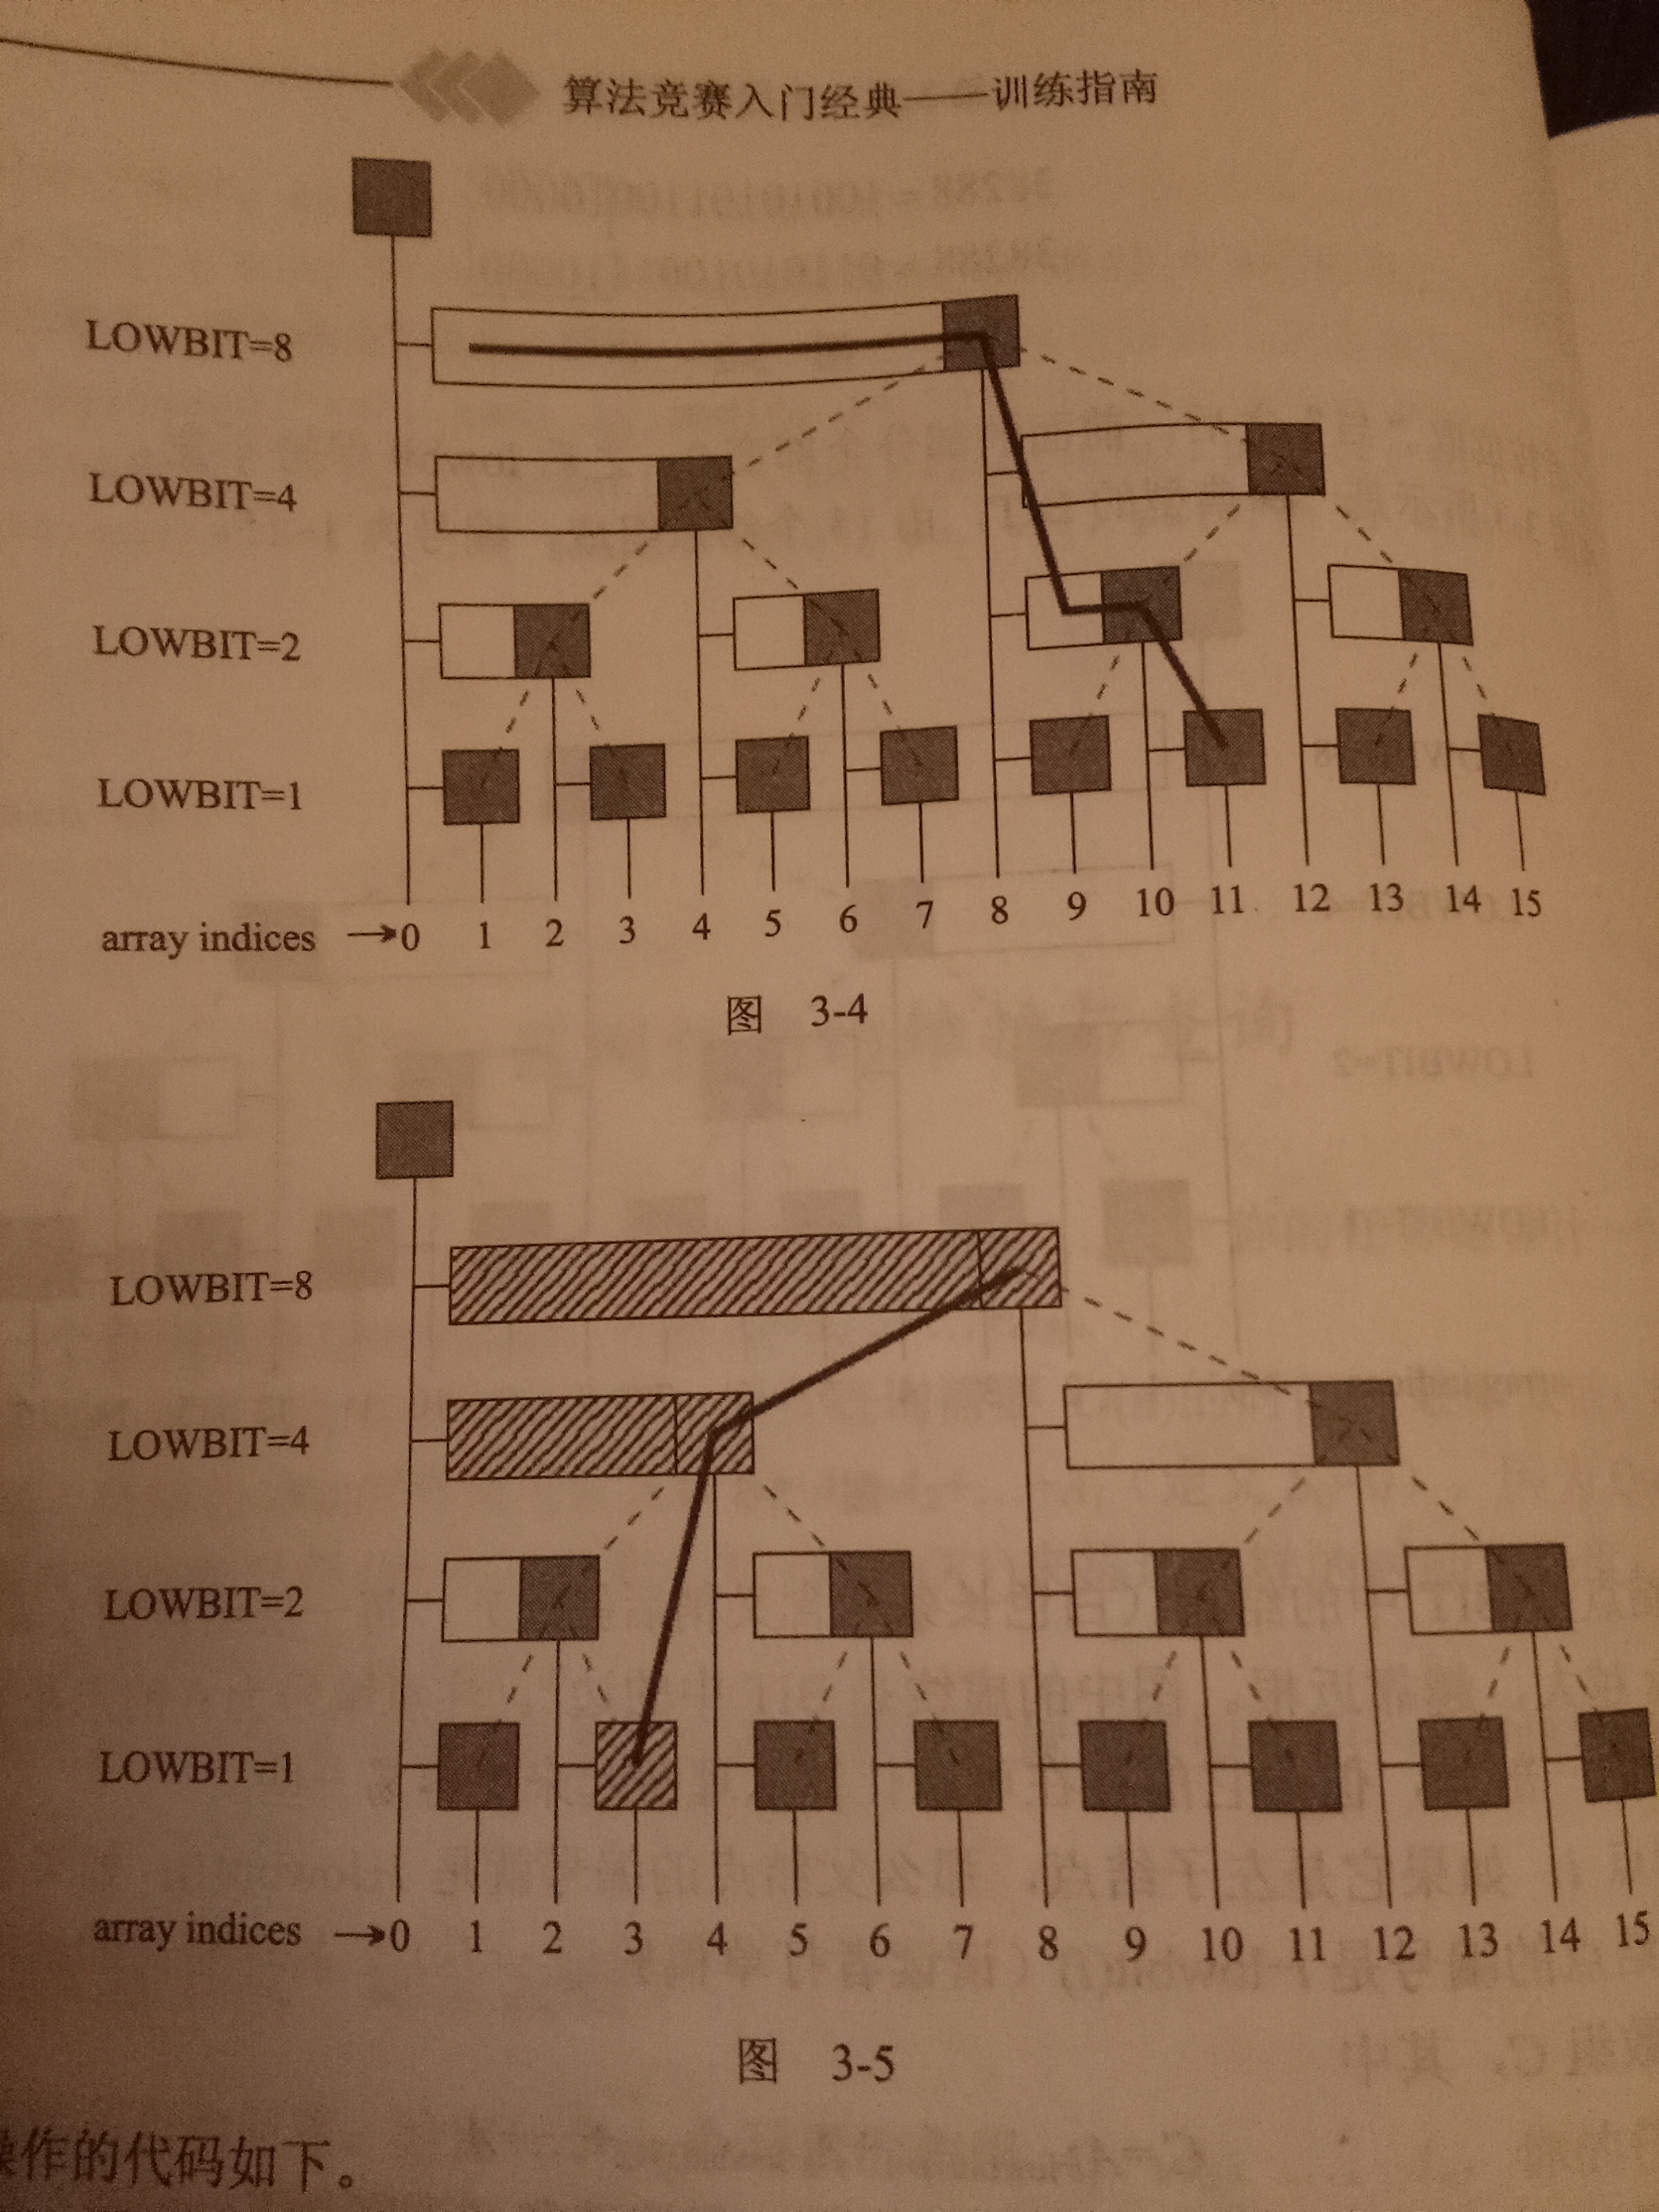 算法竞赛入门经典——训练指南
LOWBIT=8
LOWBIT=4
LOWBIT=2
LOWBIT=1
array indices →0 1 2 3 4 5 6 7 8 9 10 11 12 13 14 15
图 3-4
LOWBIT=8
LOWBIT=4
LOWBIT=2
LOWBIT=1
array indices →0 1 2 3 4 5 6 7 8 9 10 11 12 13 14 15
图 3-5
操作的代码如下。